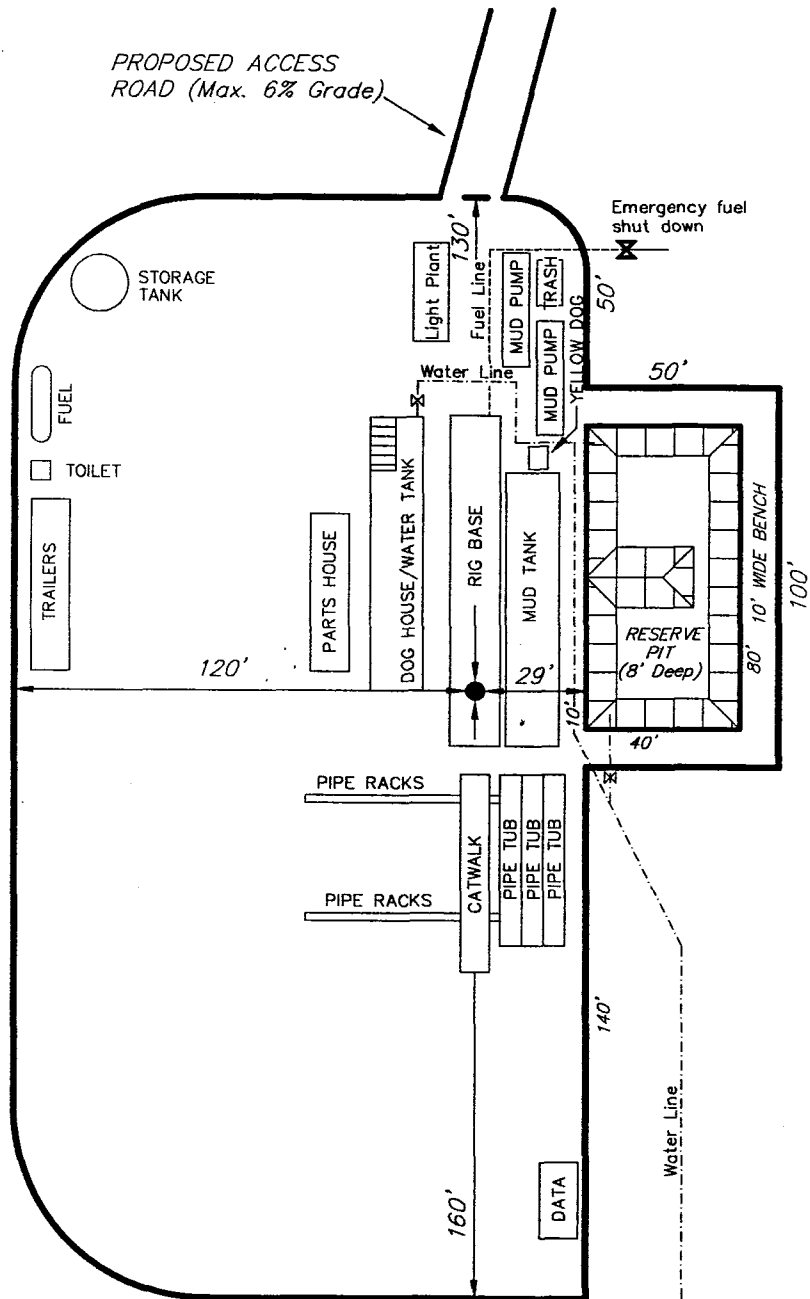 PROPOSED ACCESS
ROAD (Max. 6% Grade)
Emergency fuel
shut down
130'
50'
STORAGE
TANK
Light Plant
Fuel Line
MUD PUMP
TRASH
MUD PUMP
YELLOW DOG
Water Line
50'
FUEL
TOILET
TRAILERS
PARTS HOUSE
DOG HOUSE/WATER TANK
RIG BASE
MUD TANK
RESERVE
PIT
(8' Deep)
80'
10' WIDE BENCH
100'
120'
29'
10'
40'
PIPE RACKS
PIPE RACKS
CATWALK
PIPE TUB
PIPE TUB
PIPE TUB
140'
Water Line
160'
DATA